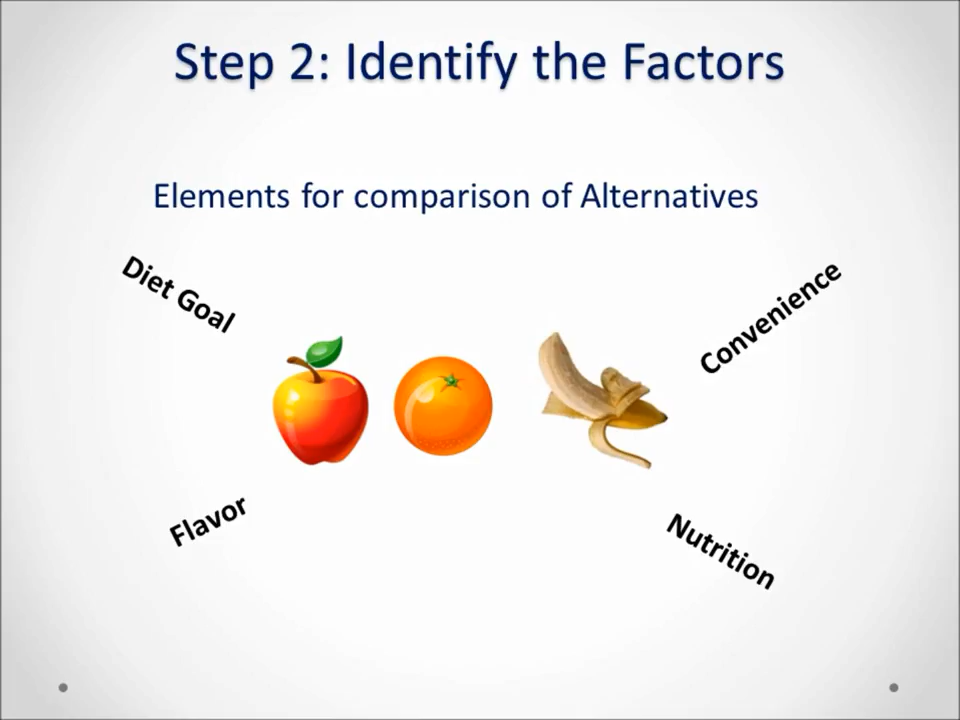 Step 2: Identify the Factors
Elements for comparison of Alternatives
Diet Goal
Convenience
Flavor
Nutrition